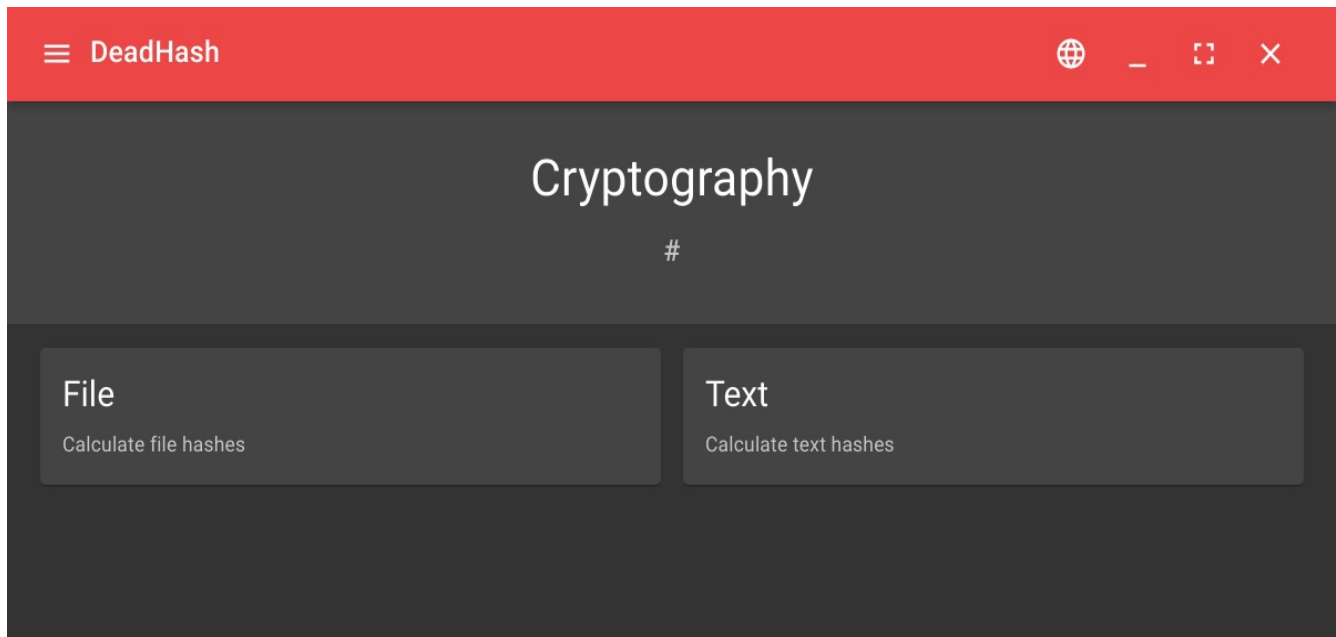 DeadHash
Cryptography
#
File
Calculate file hashes
Text
Calculate text hashes